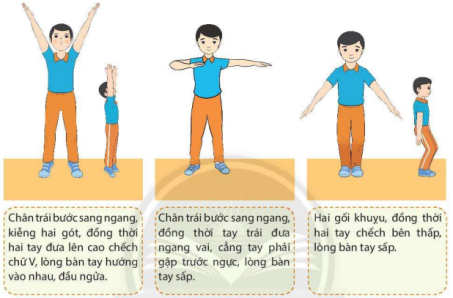 Chân trái bước sang ngang,
kiễng hai gót, đồng thời
hai tay đưa lên cao chếch
chữ V, lòng bàn tay hướng
vào nhau, đầu ngửa.
Chân trái bước sang ngang,
đồng thời tay trái đưa
ngang vai, cẳng tay phải
gập trước ngực, lòng bàn
tay sấp.
Hai gối khuỵu, đồng thời
hai tay chếch bên thấp,
lòng bàn tay sấp.